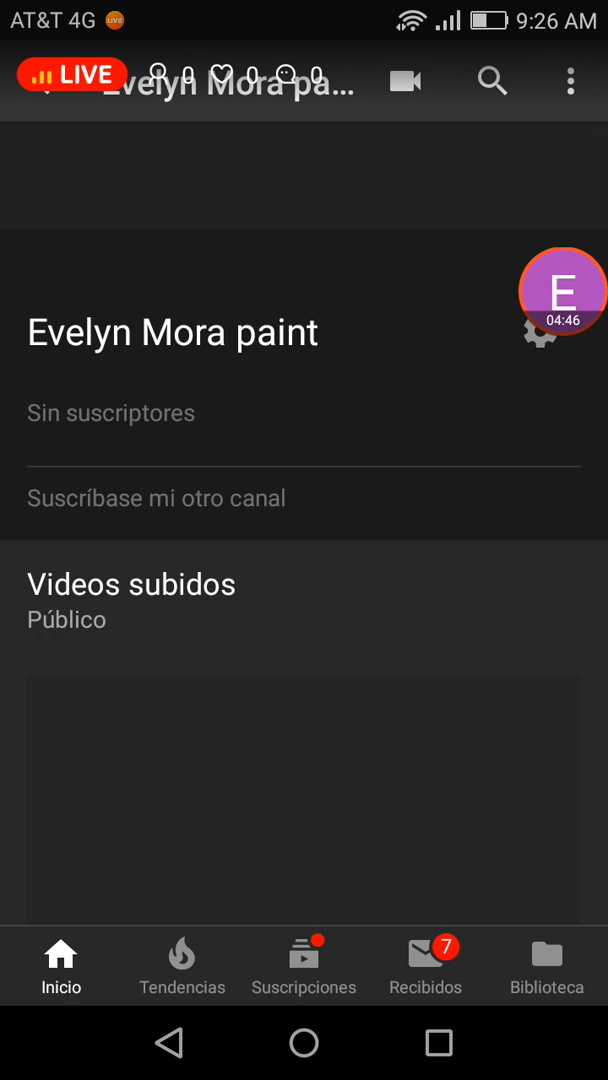 AT&T 4G LIVE 9:26 AM
LIVE 0 0 0
Evelyn Mora pa...
E
04:46
Evelyn Mora paint
Sin suscriptores
Suscríbase mi otro canal
Videos subidos
Público
7
Inicio Tendencias Suscripciones Recibidos Biblioteca